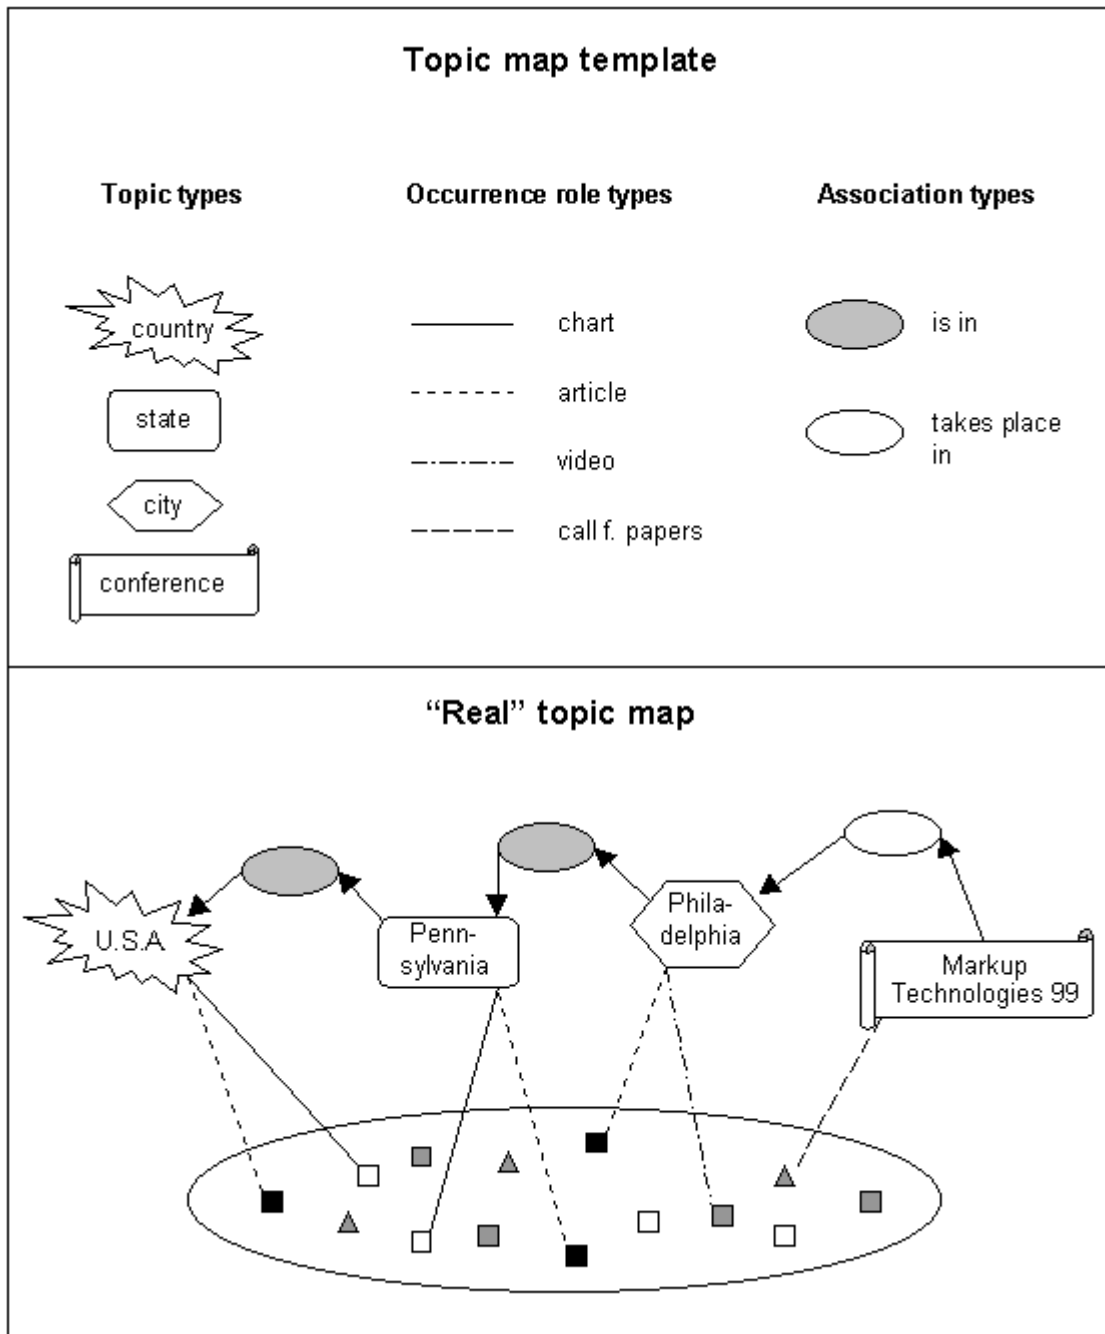 Topic map template
Topic types
Occurrence role types
Association types
country
state
city
conference
chart
article
video
call f. papers
is in
takes place
in
“Real” topic map
U.S.A.
Penn-
sylvania
Phila-
delphia
Markup
Technologies 99